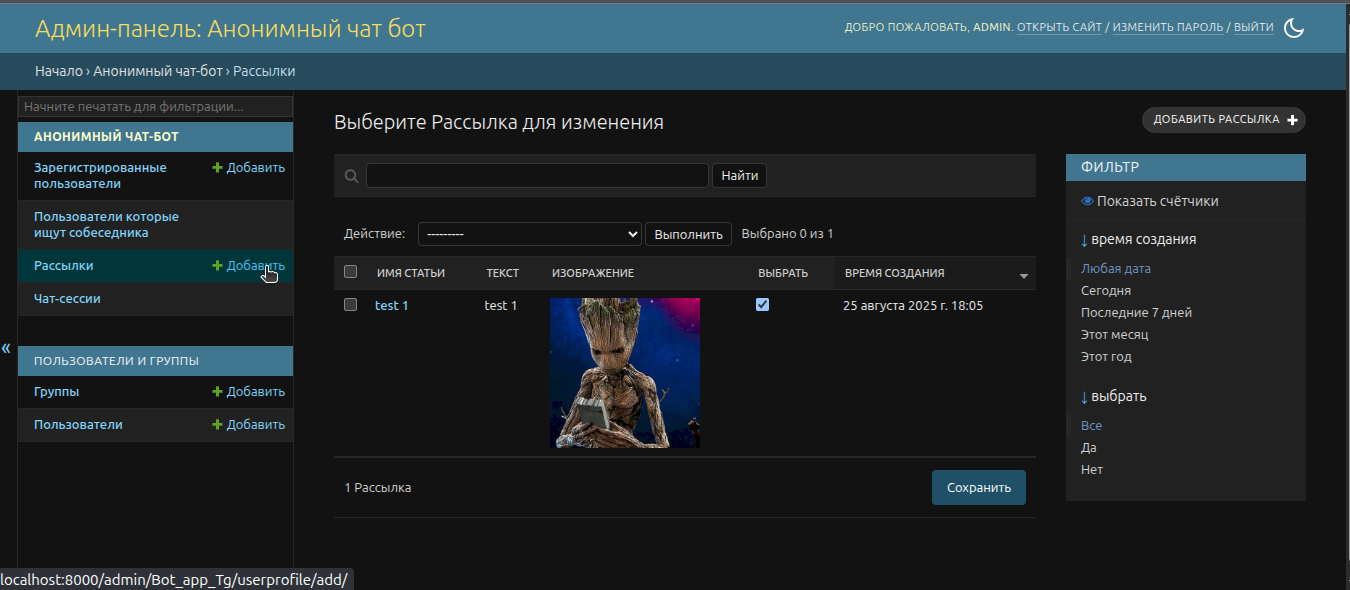 Админ-панель: Анонимный чат бот
ДОБРО ПОЖАЛОВАТЬ, ADMIN. ОТКРЫТЬ САЙТ / ИЗМЕНИТЬ ПАРОЛЬ / ВЫЙТИ
Начало › Анонимный чат-бот › Рассылки
Начните печатать для фильтрации...
АНОНИМНЫЙ ЧАТ-БОТ
Зарегистрированные пользователи
Добавить
Пользователи которые ищут собеседника
Рассылки
Добавить
Чат-сессии
«
ПОЛЬЗОВАТЕЛИ И ГРУППЫ
Группы
Добавить
Пользователи
Добавить
Выберите Рассылка для изменения
ДОБАВИТЬ РАССЫЛКА
Найти
Действие: --------- Выполнить Выбрано 0 из 1
ИМЯ СТАТЬИ ТЕКСТ ИЗОБРАЖЕНИЕ ВЫБРАТЬ ВРЕМЯ СОЗДАНИЯ
test 1 test 1 25 августа 2025 г. 18:05
1 Рассылка
Сохранить
ФИЛЬТР
Показать счётчики
↓ время создания
Любая дата
Сегодня
Последние 7 дней
Этот месяц
Этот год
↓ выбрать
Все
Да
Нет
localhost:8000/admin/Bot_app_Tg/userprofile/add/